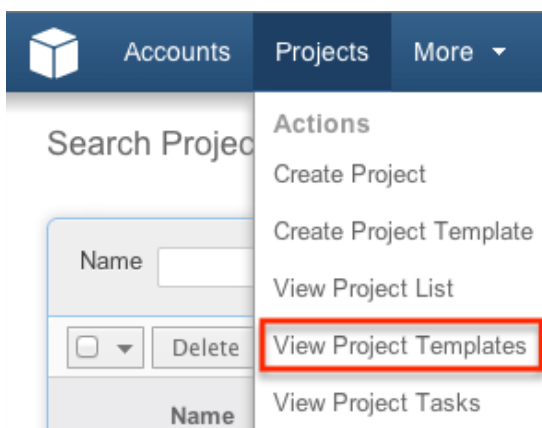 Accounts Projects More
Search Projec
Actions
Create Project
Create Project Template
Name
View Project List
Delete
View Project Templates
Name
View Project Tasks